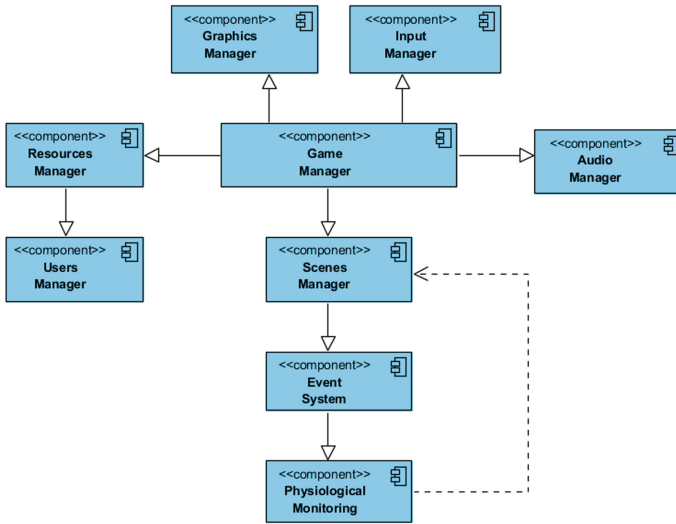 <<component>>
Graphics
Manager
<<component>>
Input
Manager
<<component>>
Resources
Manager
<<component>>
Game
Manager
<<component>>
Audio
Manager
<<component>>
Users
Manager
<<component>>
Scenes
Manager
<<component>>
Event
System
<<component>>
Physiological
Monitoring